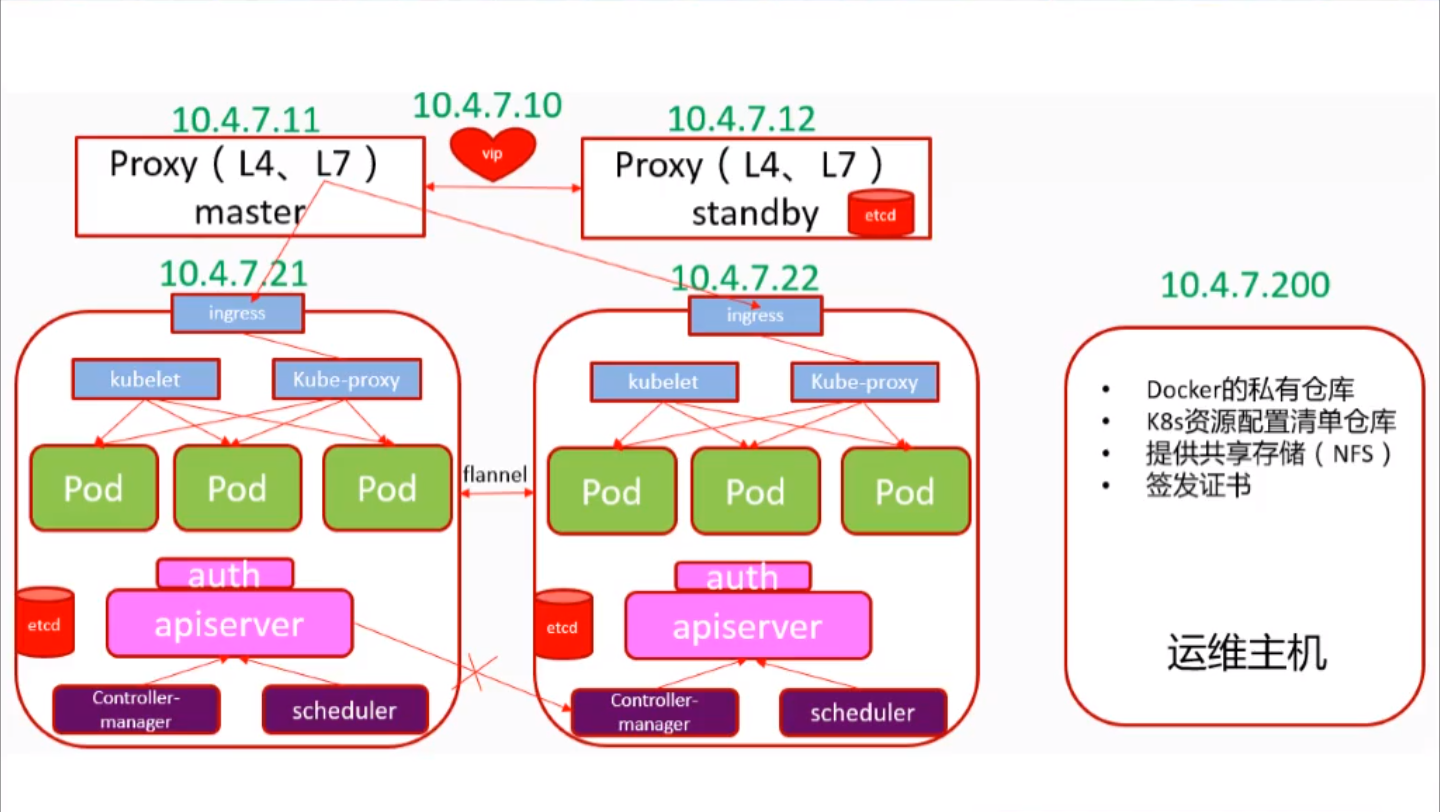 10.4.7.10
10.4.7.11
10.4.7.12
Proxy（L4、L7）
master
vip
Proxy（L4、L7）
standby
etcd
10.4.7.21
10.4.7.22
10.4.7.200
ingress
ingress
kubelet
Kube-proxy
kubelet
Kube-proxy
Pod
Pod
Pod
flannel
Pod
Pod
Pod
auth
apiserver
etcd
auth
apiserver
etcd
Controller-
manager
scheduler
Controller-
manager
scheduler
• Docker的私有仓库
• K8s资源配置清单仓库
• 提供共享存储（NFS）
• 签发证书
运维主机